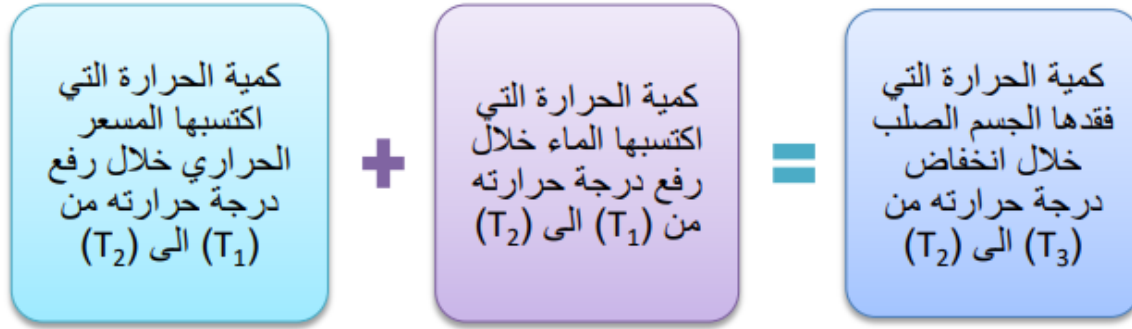 كمية الحرارة التي
فقدها الجسم الصلب
خلال انخفاض
درجة حرارته من
(T₃) الى (T₂)
=
كمية الحرارة التي
اكتسبها الماء خلال
رفع درجة حرارته
من (T₁) الى (T₂)
+
كمية الحرارة التي
اكتسبها المسعر
الحراري خلال رفع
درجة حرارته من
(T₁) الى (T₂)